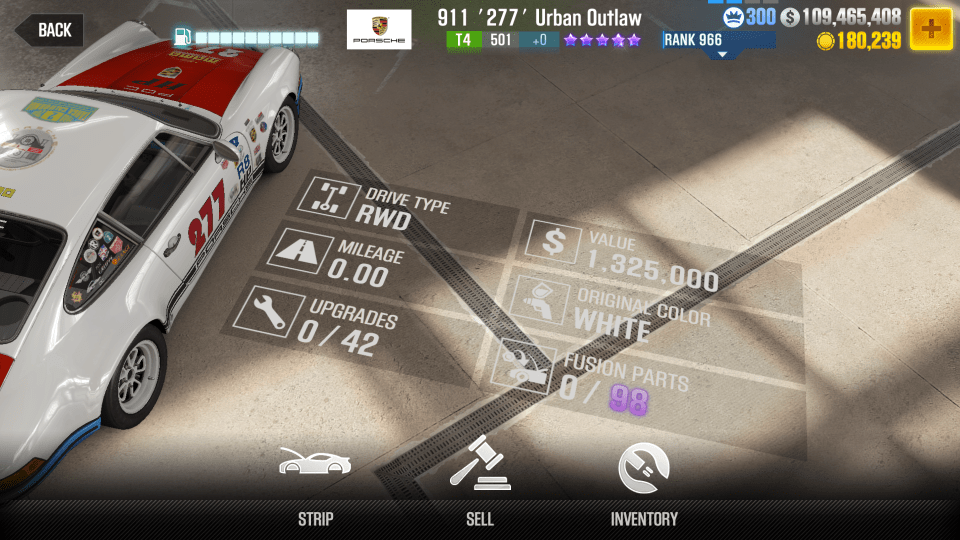 BACK
PORSCHE
911 '277' Urban Outlaw
T4 501 +0
RANK 966
300
109,465,408
180,239
277
DRIVE TYPE
RWD
MILEAGE
0.00
UPGRADES
0/42
VALUE
1,325,000
ORIGINAL COLOR
WHITE
FUSION PARTS
0/98
STRIP
SELL
INVENTORY